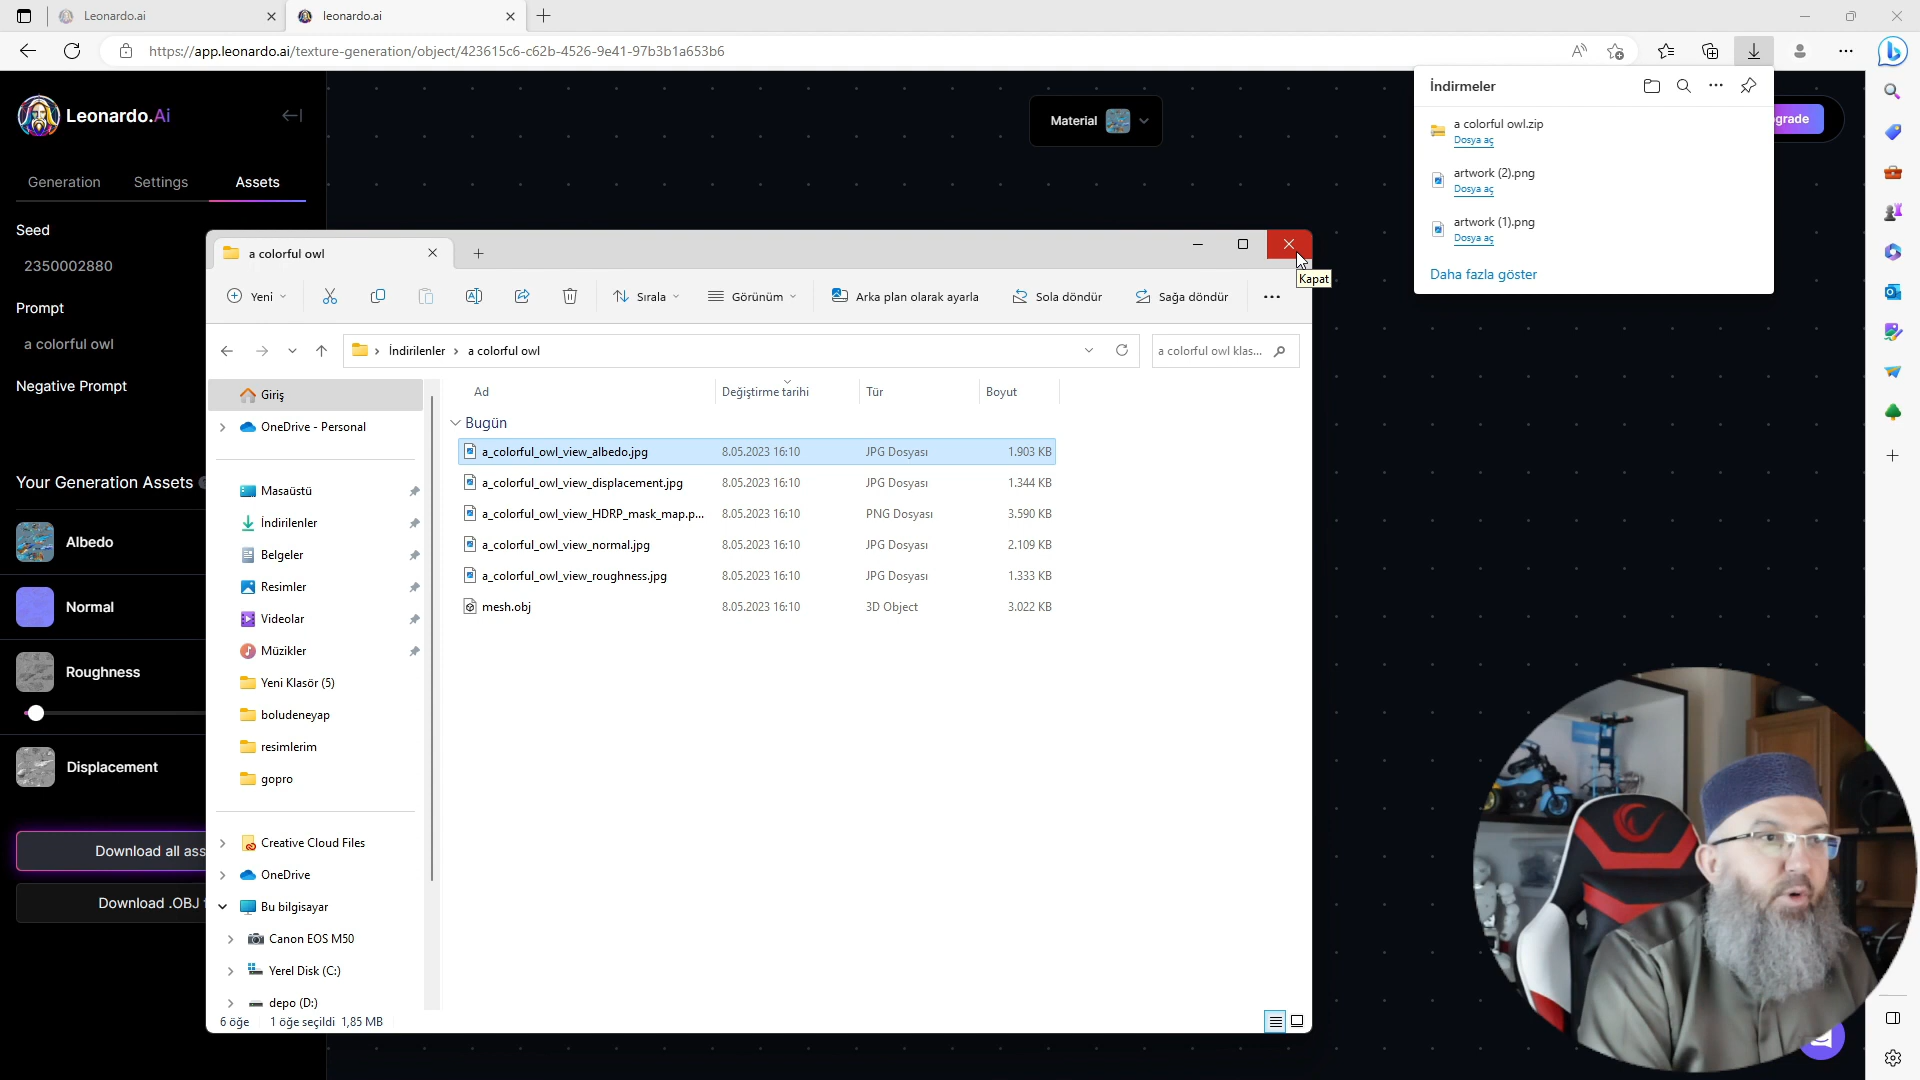 Leonardo.ai
leonardo.ai
https://app.leonardo.ai/texture-generation/object/423615c6-c62b-4526-9e41-97b3b1a653b6
Leonardo.Ai
Generation
Settings
Assets
Seed
2350002880
Prompt
a colorful owl
Negative Prompt
Your Generation Assets
Albedo
Normal
Roughness
Displacement
Download all ass
Download .OBJ
Material
grade
İndirmeler
a colorful owl.zip
Dosya aç
artwork (2).png
Dosya aç
artwork (1).png
Dosya aç
Daha fazla göster
a colorful owl
Kapat
Yeni
Sırala
Görünüm
Arka plan olarak ayarla
Sola döndür
Sağa döndür
İndirilenler
a colorful owl
a colorful owl klas...
Giriş
OneDrive - Personal
Masaüstü
İndirilenler
Belgeler
Resimler
Videolar
Müzikler
Yeni Klasör (5)
boludeneyap
resimlerim
gopro
Creative Cloud Files
OneDrive
Bu bilgisayar
Canon EOS M50
Yerel Disk (C:)
depo (D:)
Ad Değiştirme tarihi Tür Boyut
Bugün
a_colorful_owl_view_albedo.jpg 8.05.2023 16:10 JPG Dosyası 1.903 KB
a_colorful_owl_view_displacement.jpg 8.05.2023 16:10 JPG Dosyası 1.344 KB
a_colorful_owl_view_HDRP_mask_map.p... 8.05.2023 16:10 PNG Dosyası 3.590 KB
a_colorful_owl_view_normal.jpg 8.05.2023 16:10 JPG Dosyası 2.109 KB
a_colorful_owl_view_roughness.jpg 8.05.2023 16:10 JPG Dosyası 1.333 KB
mesh.obj 8.05.2023 16:10 3D Object 3.022 KB
6 öğe 1 öğe seçildi 1,85 MB